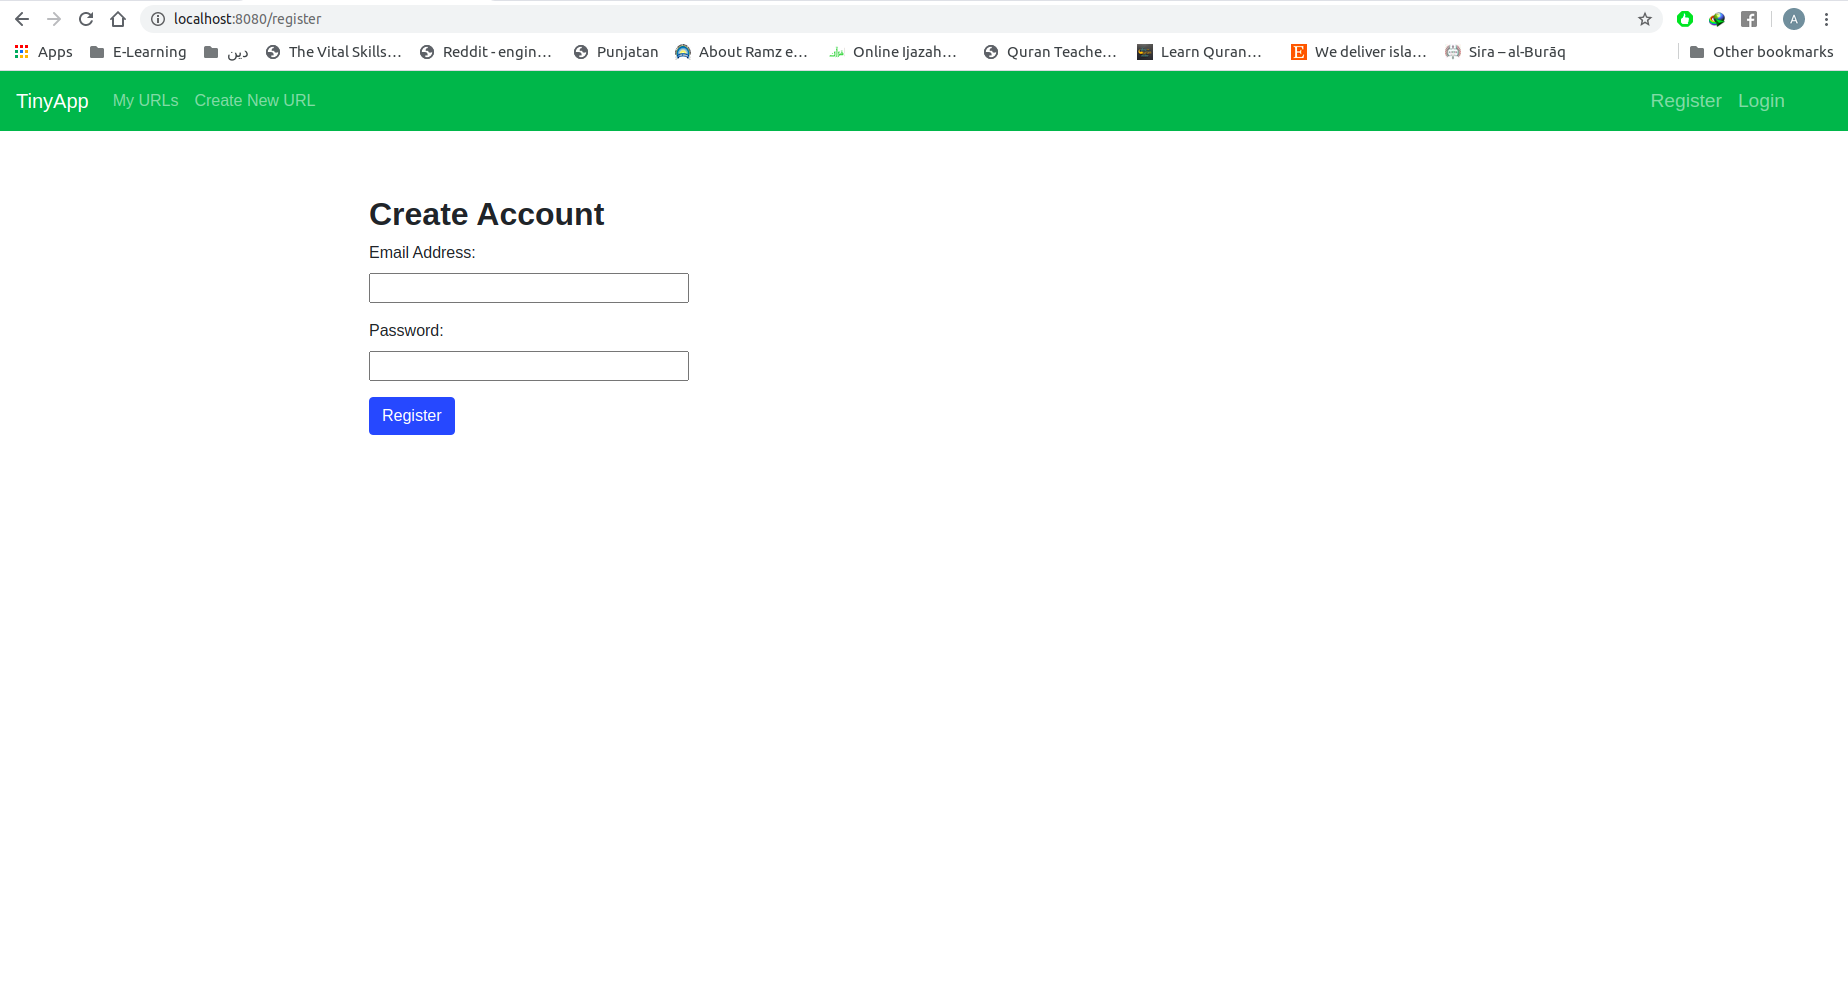 localhost:8080/register
A
Apps E-Learning دین The Vital Skills... Reddit - engin... Punjatan About Ramz e... Online Ijazah... Quran Teache... Learn Quran... We deliver isla... Sira – al-Burāq Other bookmarks
TinyApp My URLs Create New URL Register Login
Create Account
Email Address:
Password:
Register